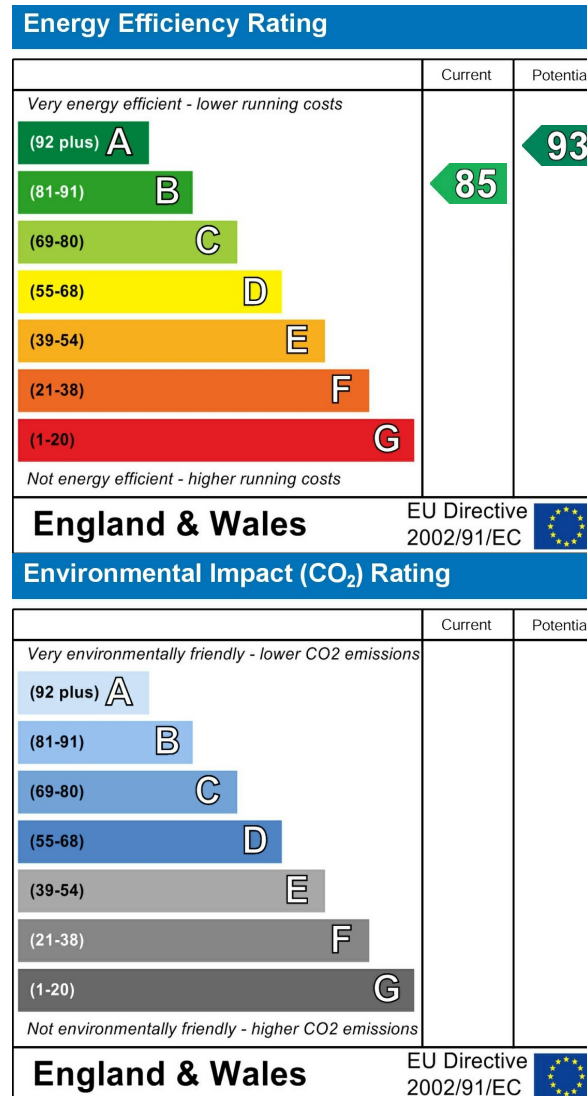 Energy Efficiency Rating
Current Potentia
Very energy efficient - lower running costs
(92 plus) A
93
(81-91) B
85
(69-80) C
(55-68) D
(39-54) E
(21-38) F
(1-20) G
Not energy efficient - higher running costs
England & Wales
EU Directive
2002/91/EC
Environmental Impact (CO₂) Rating
Current Potentia
Very environmentally friendly - lower CO2 emissions
(92 plus) A
(81-91) B
(69-80) C
(55-68) D
(39-54) E
(21-38) F
(1-20) G
Not environmentally friendly - higher CO2 emissions
England & Wales
EU Directive
2002/91/EC